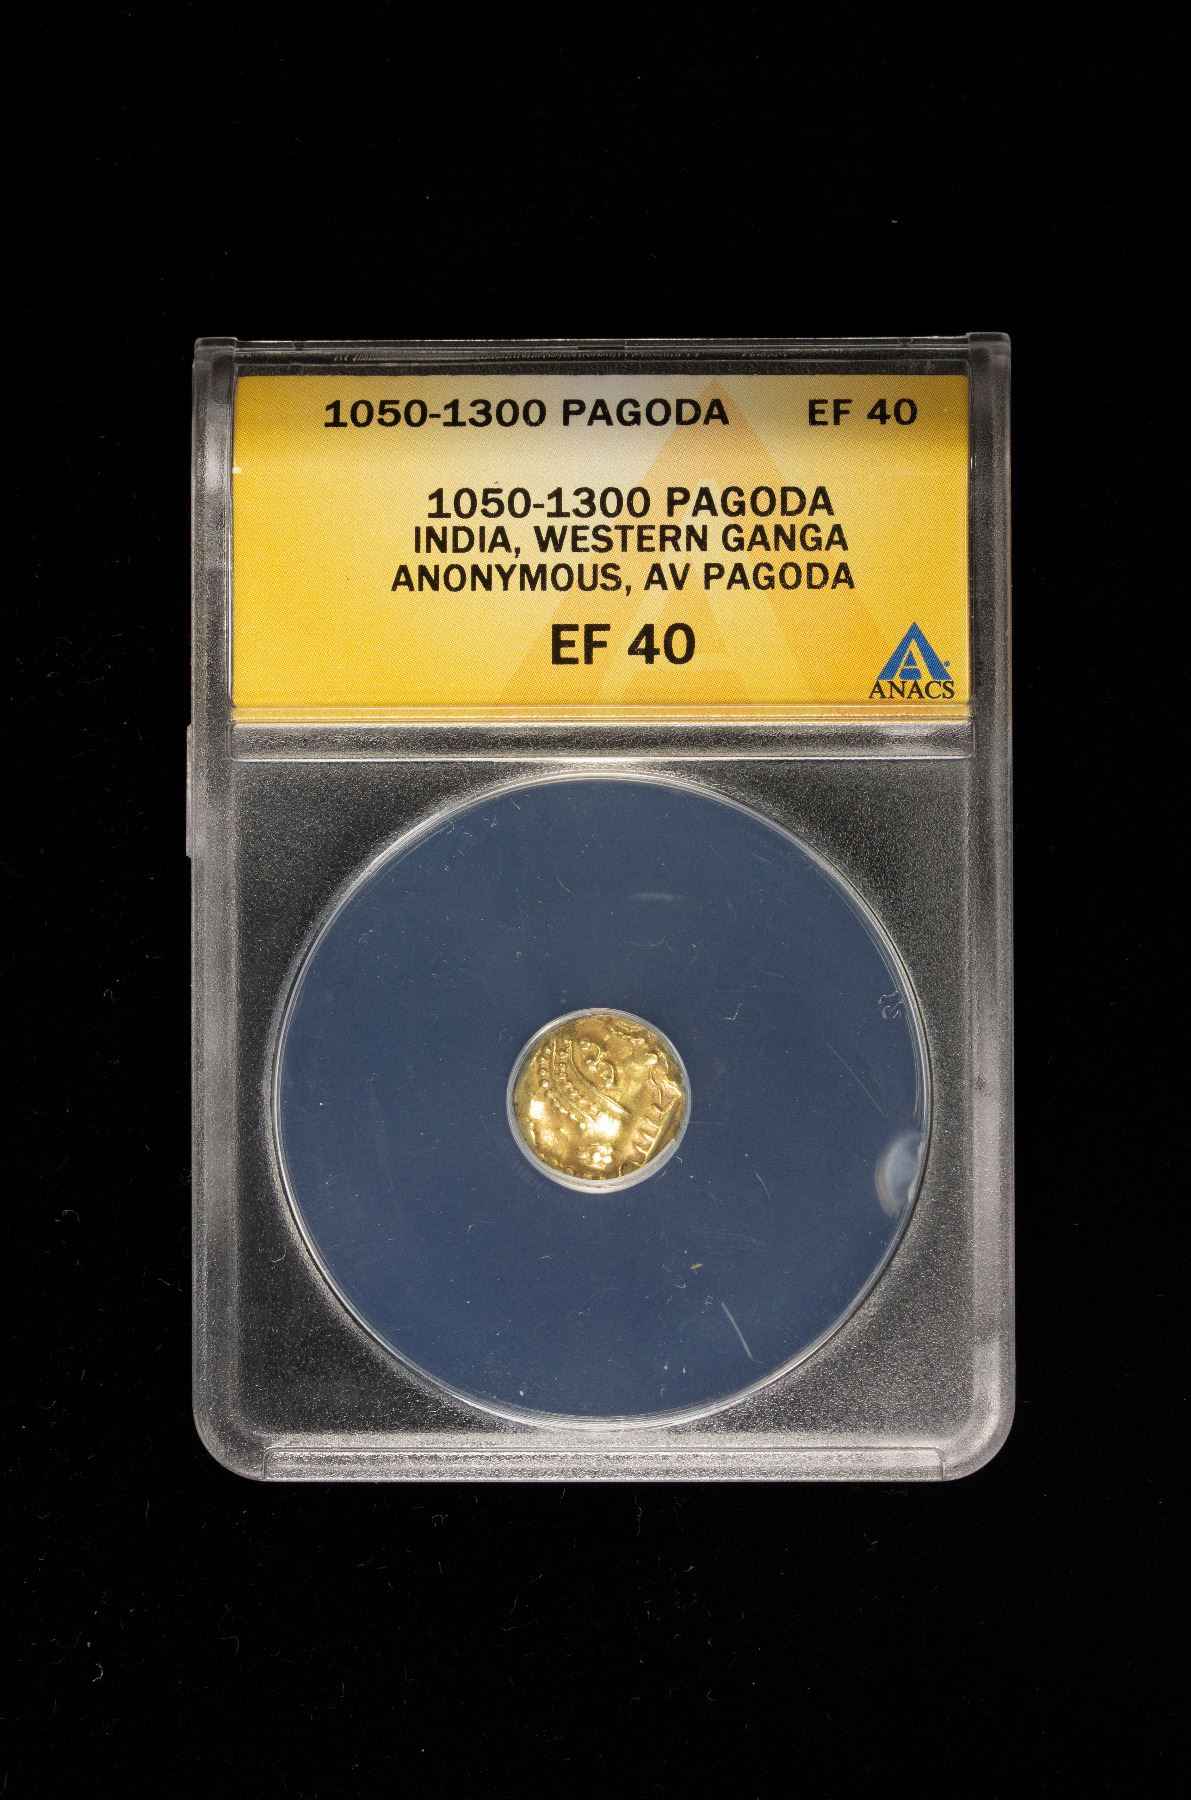 1050-1300 PAGODA EF 40
1050-1300 PAGODA
INDIA, WESTERN GANGA
ANONYMOUS, AV PAGODA
EF 40
ANACS